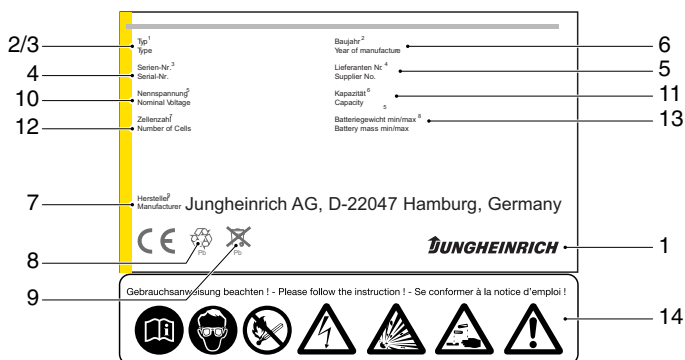 2/3 Typ¹ Baujahr² 6
Type Year of manufacture
4 Serien-Nr.³ Lieferanten Nr.⁴ 5
Serial-Nr. Supplier No.
10 Nennspannung⁵ Kapazität⁶ 11
Nominal Voltage Capacity 5
12 Zellenzahl⁷ Batteriegewicht min/max⁸ 13
Number of Cells Battery mass min/max
7 Hersteller⁹ Jungheinrich AG, D-22047 Hamburg, Germany
Manufacturer
CE Pb Pb JUNGHEINRICH 1
8
9
Gebrauchsanweisung beachten ! - Please follow the instruction ! - Se conformer à la notice d'emploi !
14